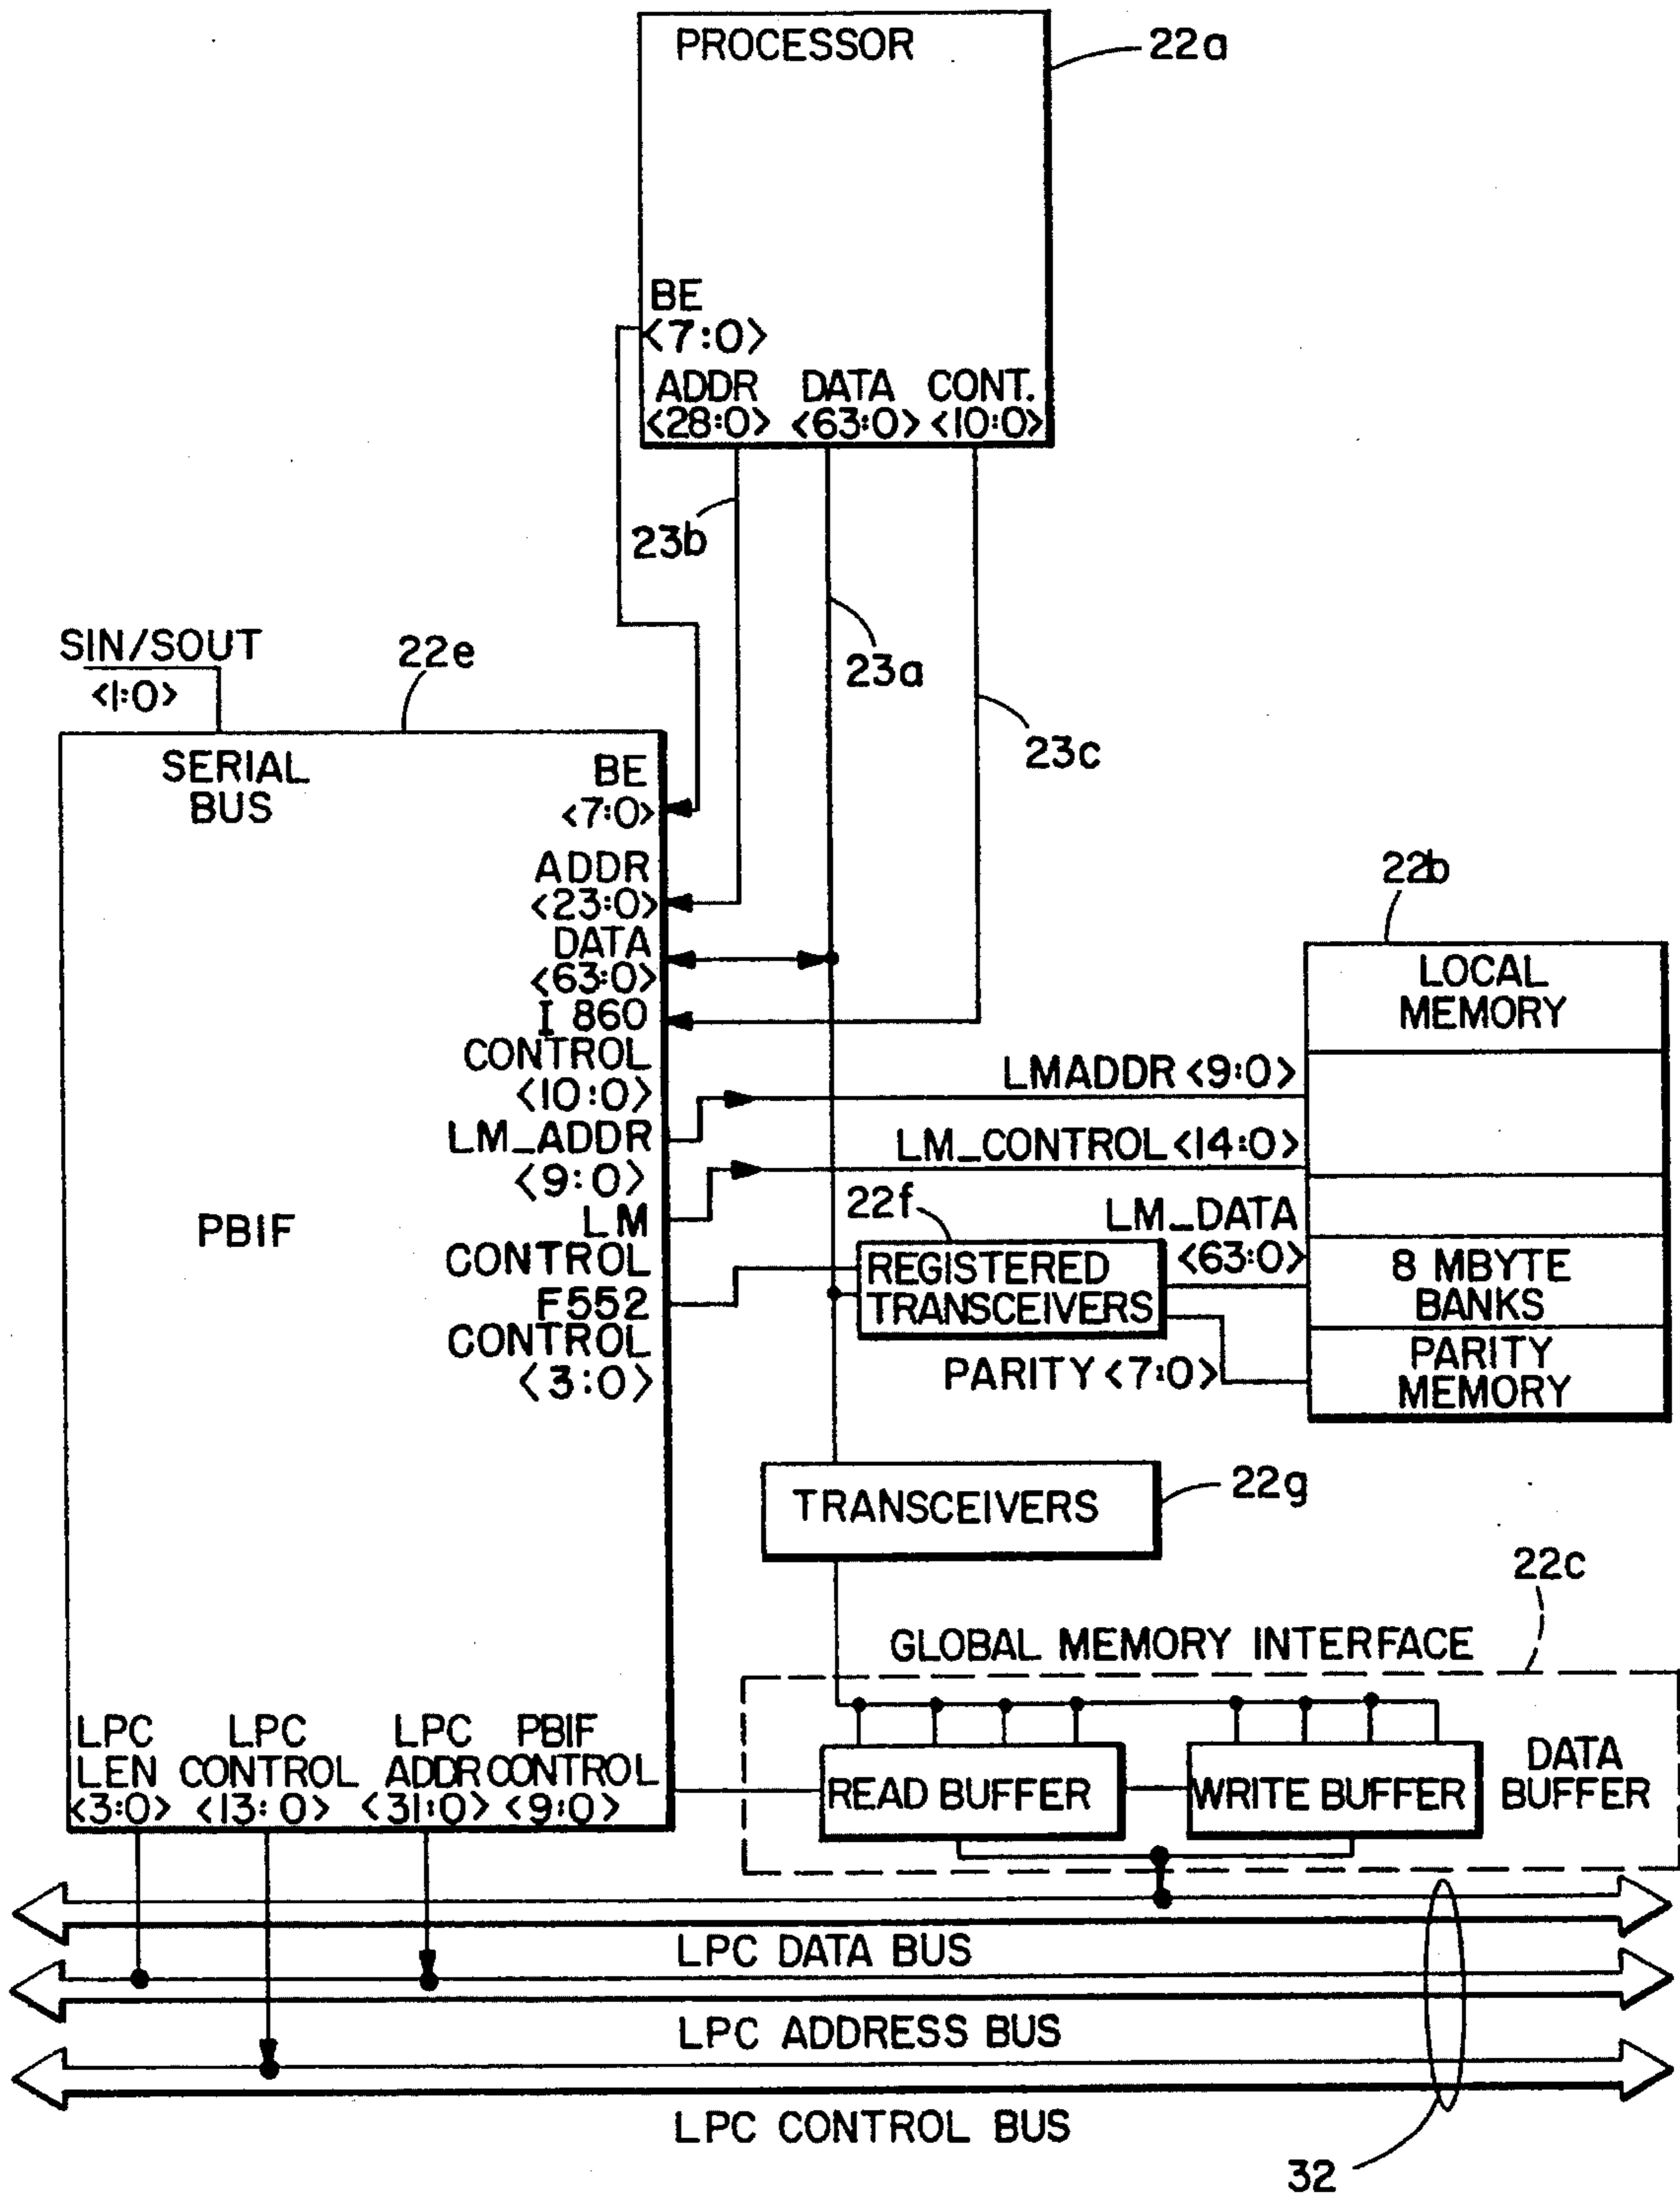 PROCESSOR
22a
BE
<7:0>
ADDR DATA CONT.
<28:0> <63:0> <10:0>
23b
23a
23c
SIN/SOUT
<1:0>
22e
SERIAL
BUS
BE
<7:0>
ADDR
<23:0>
DATA
<63:0>
I 860
CONTROL
<10:0>
LM_ADDR
<9:0>
LM
CONTROL
F552
CONTROL
<3:0>
PBIF
22b
LOCAL
MEMORY
LMADDR<9:0>
LM_CONTROL<14:0>
22f
LM_DATA
<63:0>
REGISTERED
TRANSCEIVERS
8 MBYTE
BANKS
PARITY<7:0>
PARITY
MEMORY
TRANSCEIVERS
22g
22c
GLOBAL MEMORY INTERFACE
LPC LPC LPC PBIF
LEN CONTROL ADDR CONTROL
<3:0> <13:0> <31:0> <9:0>
READ BUFFER
WRITE BUFFER
DATA
BUFFER
LPC DATA BUS
LPC ADDRESS BUS
LPC CONTROL BUS
32